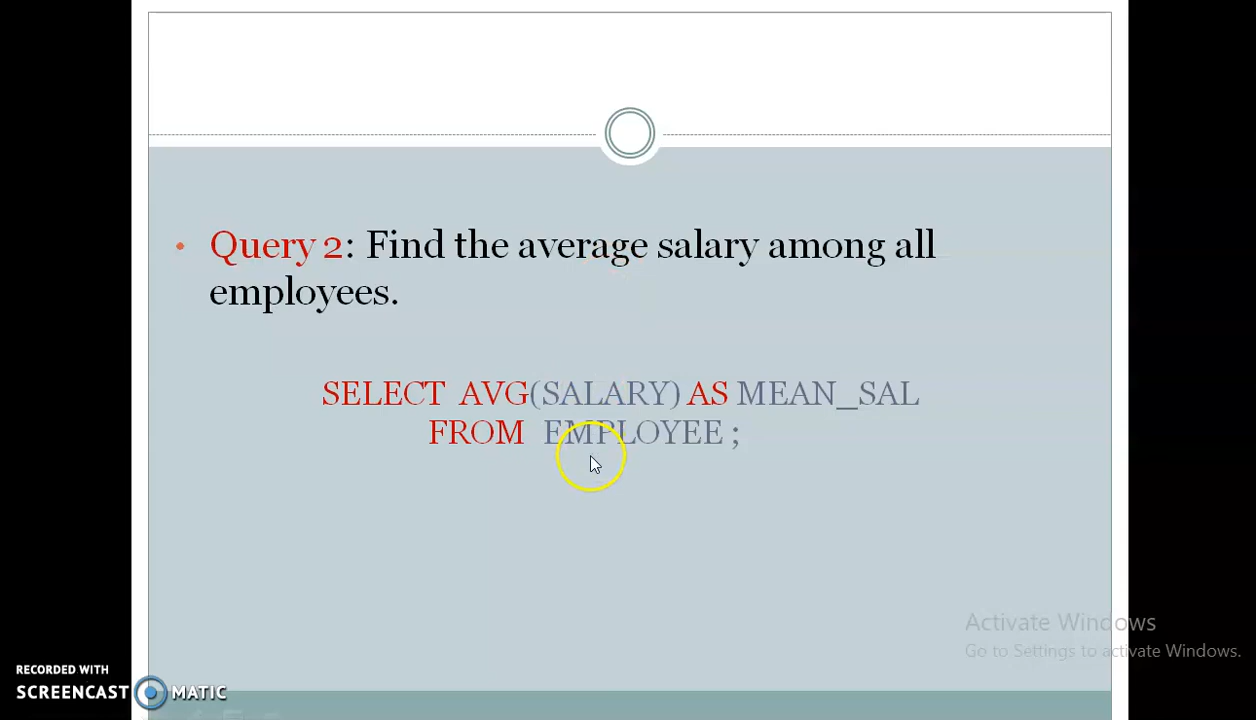 • Query 2: Find the average salary among all
employees.
SELECT AVG(SALARY) AS MEAN_SAL
FROM EMPLOYEE ;
Activate Windows
Go to Settings to activate Windows.
RECORDED WITH
SCREENCAST MATIC